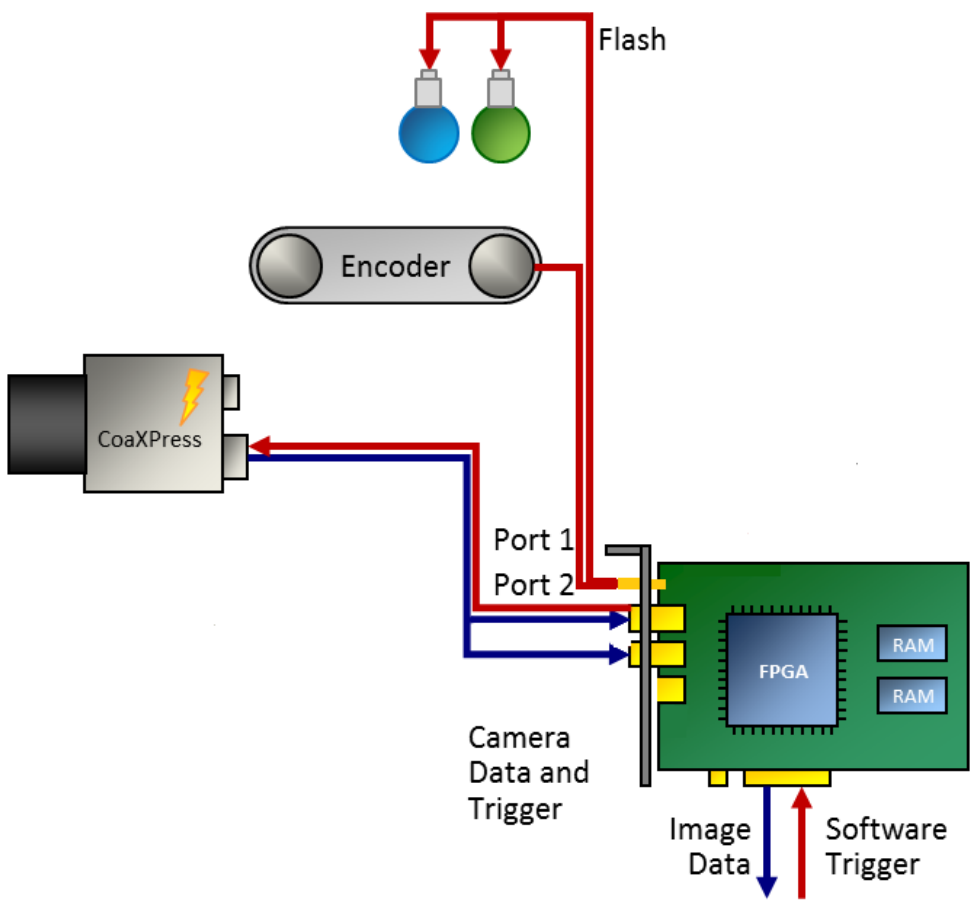 Flash
Encoder
CoaXPress
Port 1
Port 2
FPGA
RAM
RAM
Camera
Data and
Trigger
Image
Data
Software
Trigger